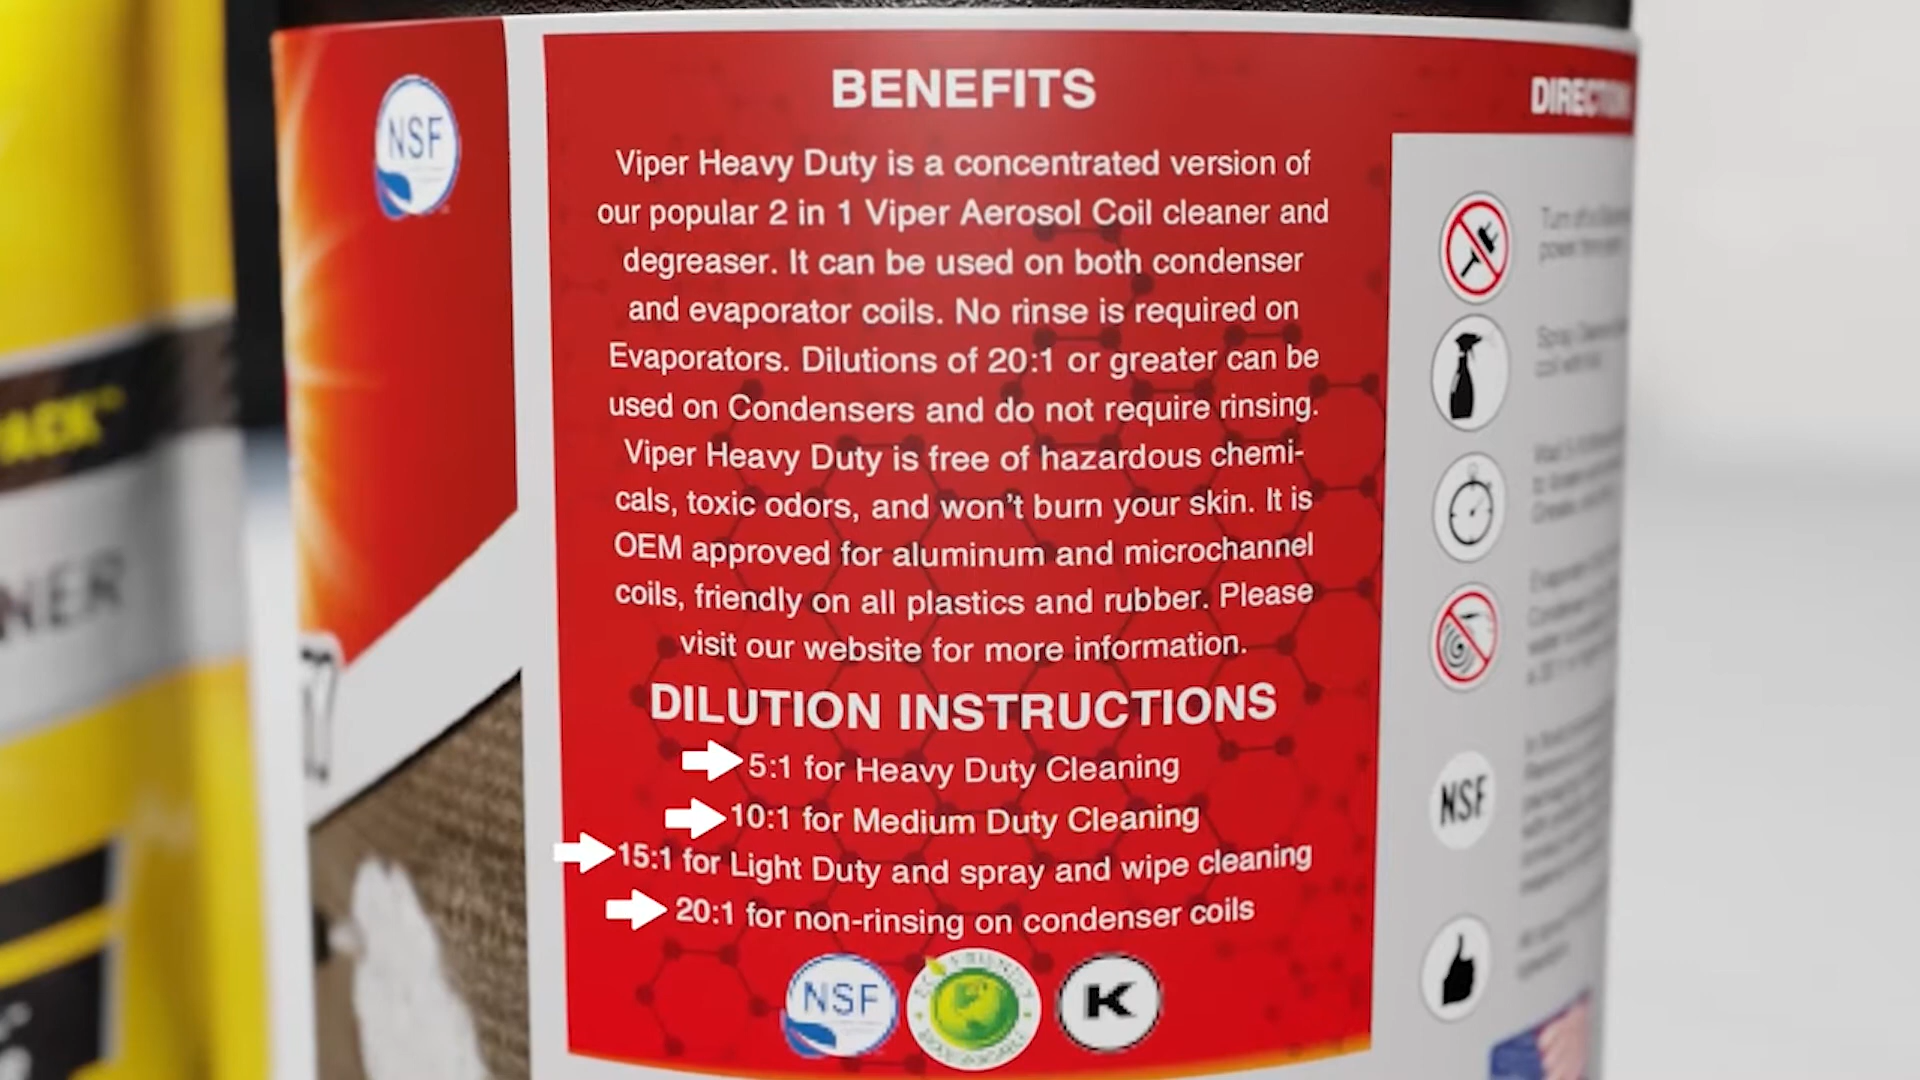 NSF
BENEFITS
Viper Heavy Duty is a concentrated version of
our popular 2 in 1 Viper Aerosol Coil cleaner and
degreaser. It can be used on both condenser
and evaporator coils. No rinse is required on
Evaporators. Dilutions of 20:1 or greater can be
used on Condensers and do not require rinsing.
Viper Heavy Duty is free of hazardous chemi-
cals, toxic odors, and won't burn your skin. It is
OEM approved for aluminum and microchannel
coils, friendly on all plastics and rubber. Please
visit our website for more information.
DILUTION INSTRUCTIONS
5:1 for Heavy Duty Cleaning
10:1 for Medium Duty Cleaning
15:1 for Light Duty and spray and wipe cleaning
20:1 for non-rinsing on condenser coils
NSF
K
NSF